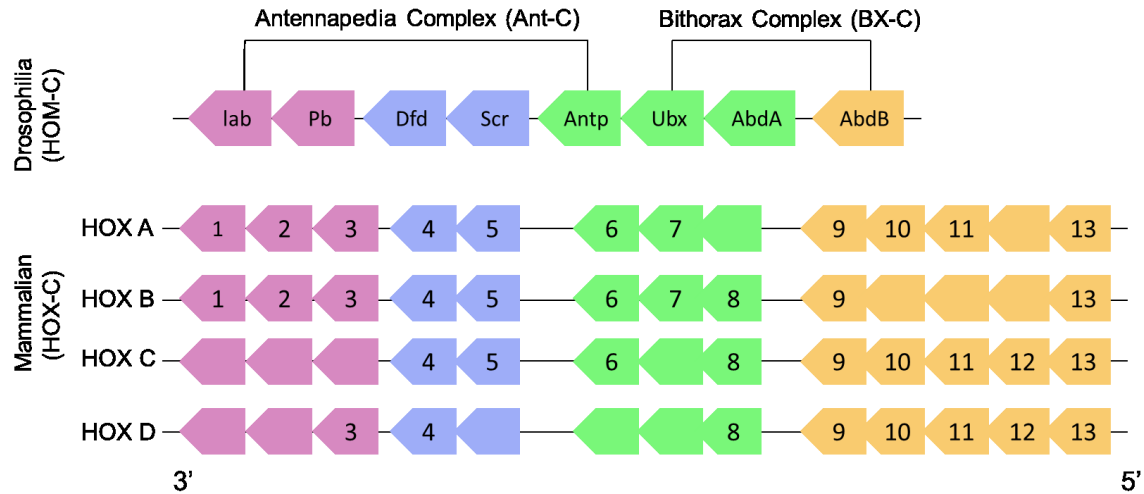 Antennapedia Complex (Ant-C) Bithorax Complex (BX-C)
Drosophilia
(HOM-C)
lab Pb Dfd Scr Antp Ubx AbdA AbdB
Mammalian
(HOX-C)
HOX A 1 2 3 4 5 6 7 9 10 11 13
HOX B 1 2 3 4 5 6 7 8 9 13
HOX C 4 5 6 8 9 10 11 12 13
HOX D 3 4 8 9 10 11 12 13
3’ 5’